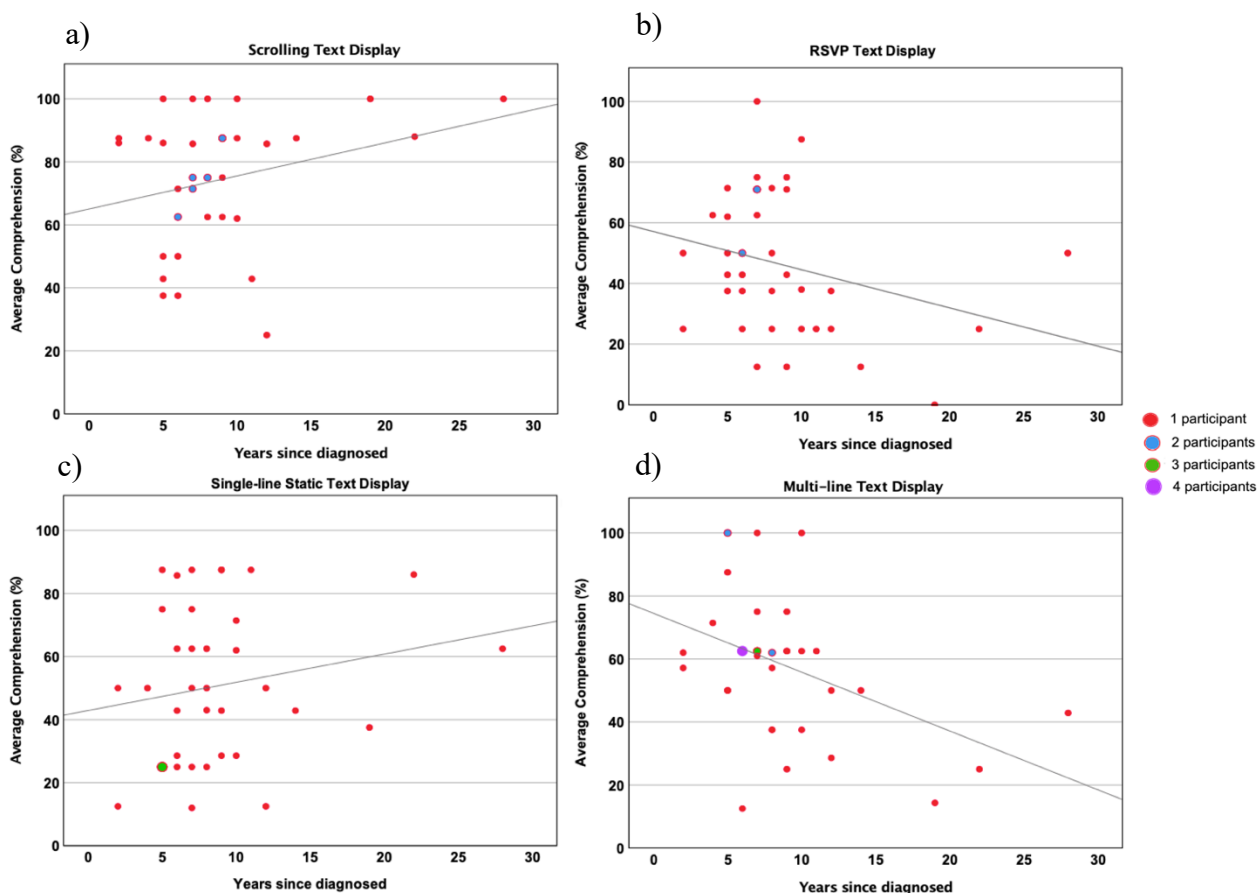 a)
Scrolling Text Display
Average Comprehension (%)
100
80
60
40
20
0
0 5 10 15 20 25 30
Years since diagnosed
b)
RSVP Text Display
Average Comprehension (%)
100
80
60
40
20
0
0 5 10 15 20 25 30
Years since diagnosed
1 participant
2 participants
3 participants
4 participants
c)
Single-line Static Text Display
Average Comprehension (%)
100
80
60
40
20
0
0 5 10 15 20 25 30
Years since diagnosed
d)
Multi-line Text Display
Average Comprehension (%)
100
80
60
40
20
0
0 5 10 15 20 25 30
Years since diagnosed